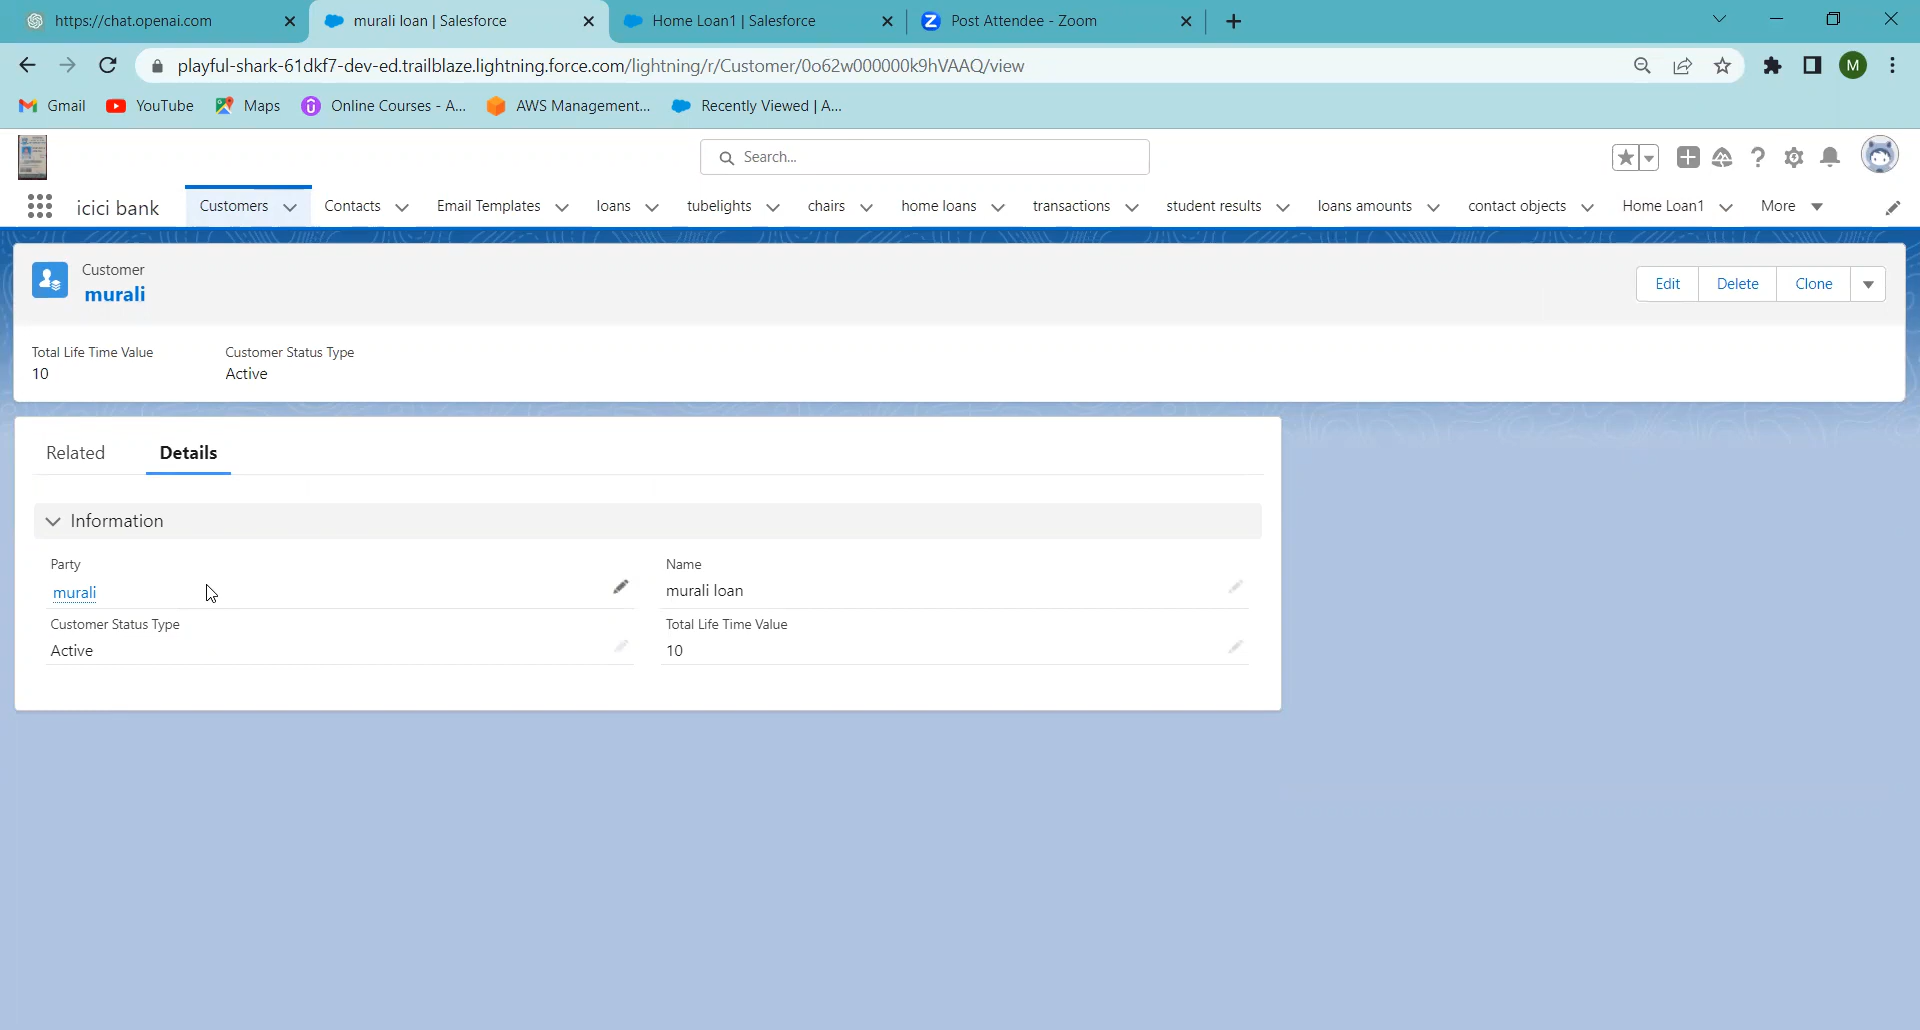 https://chat.openai.com
murali loan | Salesforce
Home Loan1 | Salesforce
Post Attendee - Zoom
playful-shark-61dkf7-dev-ed.trailblaze.lightning.force.com/lightning/r/Customer/0o62w000000k9hVAAQ/view
M
Gmail
YouTube
Maps
Online Courses - A...
AWS Management...
Recently Viewed | A...
Search...
icici bank
Customers
Contacts
Email Templates
loans
tubelights
chairs
home loans
transactions
student results
loans amounts
contact objects
Home Loan1
More
Customer
murali
Edit
Delete
Clone
Total Life Time Value
10
Customer Status Type
Active
Related
Details
Information
Party
murali
Name
murali loan
Customer Status Type
Active
Total Life Time Value
10